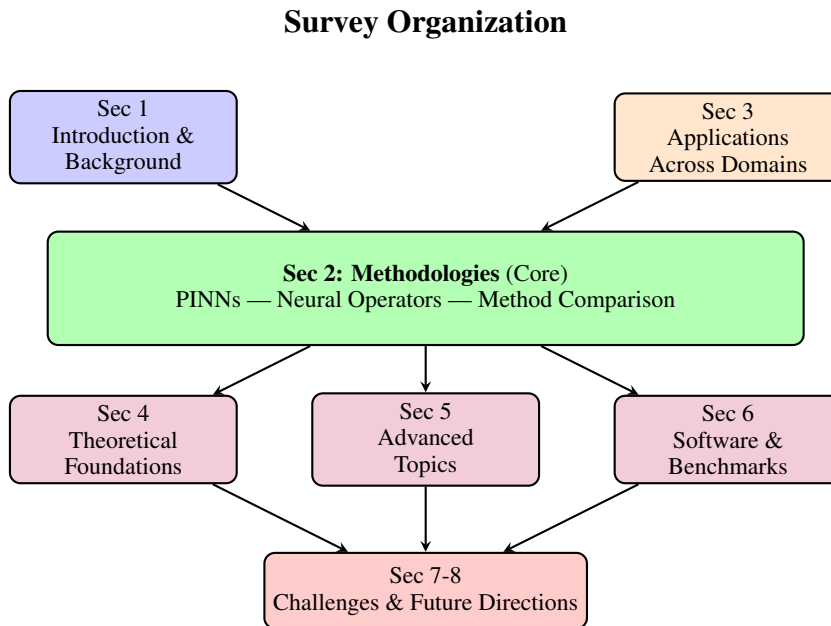 Survey Organization
Sec 1
Introduction &
Background
Sec 3
Applications
Across Domains
Sec 2: Methodologies (Core)
PINNs — Neural Operators — Method Comparison
Sec 4
Theoretical
Foundations
Sec 5
Advanced
Topics
Sec 6
Software &
Benchmarks
Sec 7-8
Challenges & Future Directions